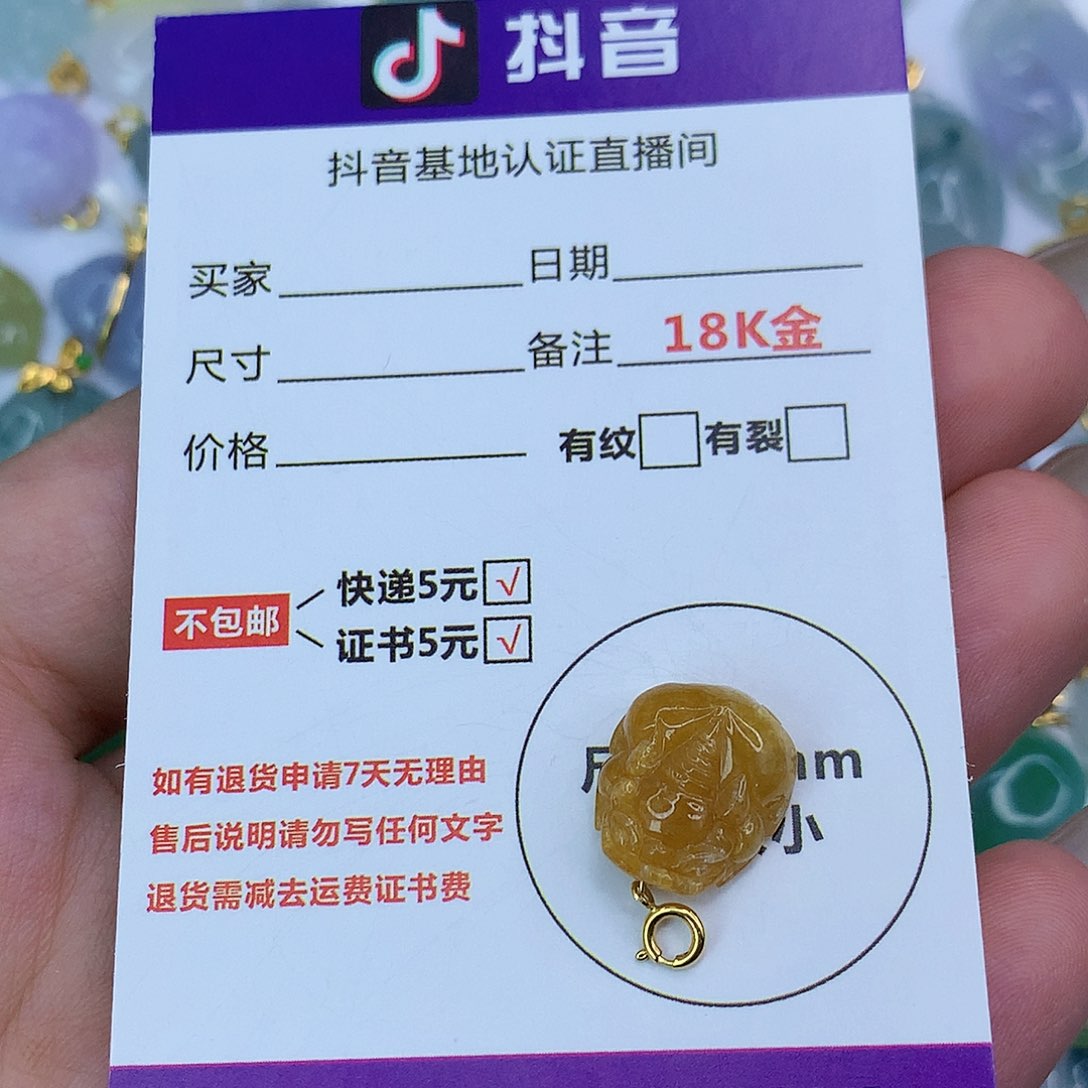 抖音
抖音基地认证直播间
买家 日期
尺寸 备注 18K金
价格 有纹 有裂
不包邮
快递5元 √
证书5元 √
如有退货申请7天无理由
售后说明请勿写任何文字
退货需减去运费证书费
mm
小